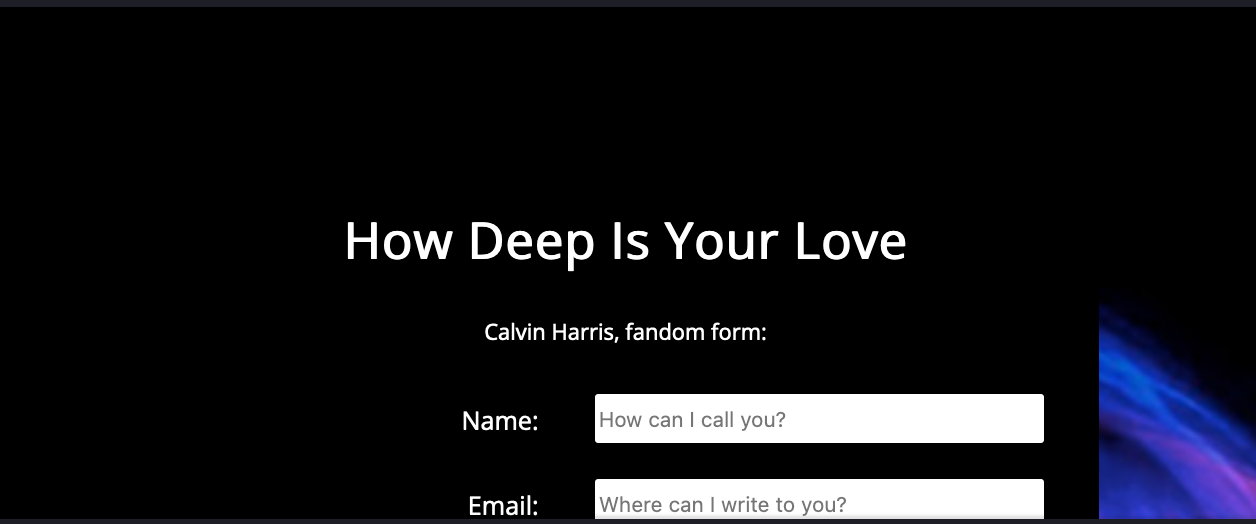 How Deep Is Your Love
Calvin Harris, fandom form:
Name: How can I call you?
Email: Where can I write to you?